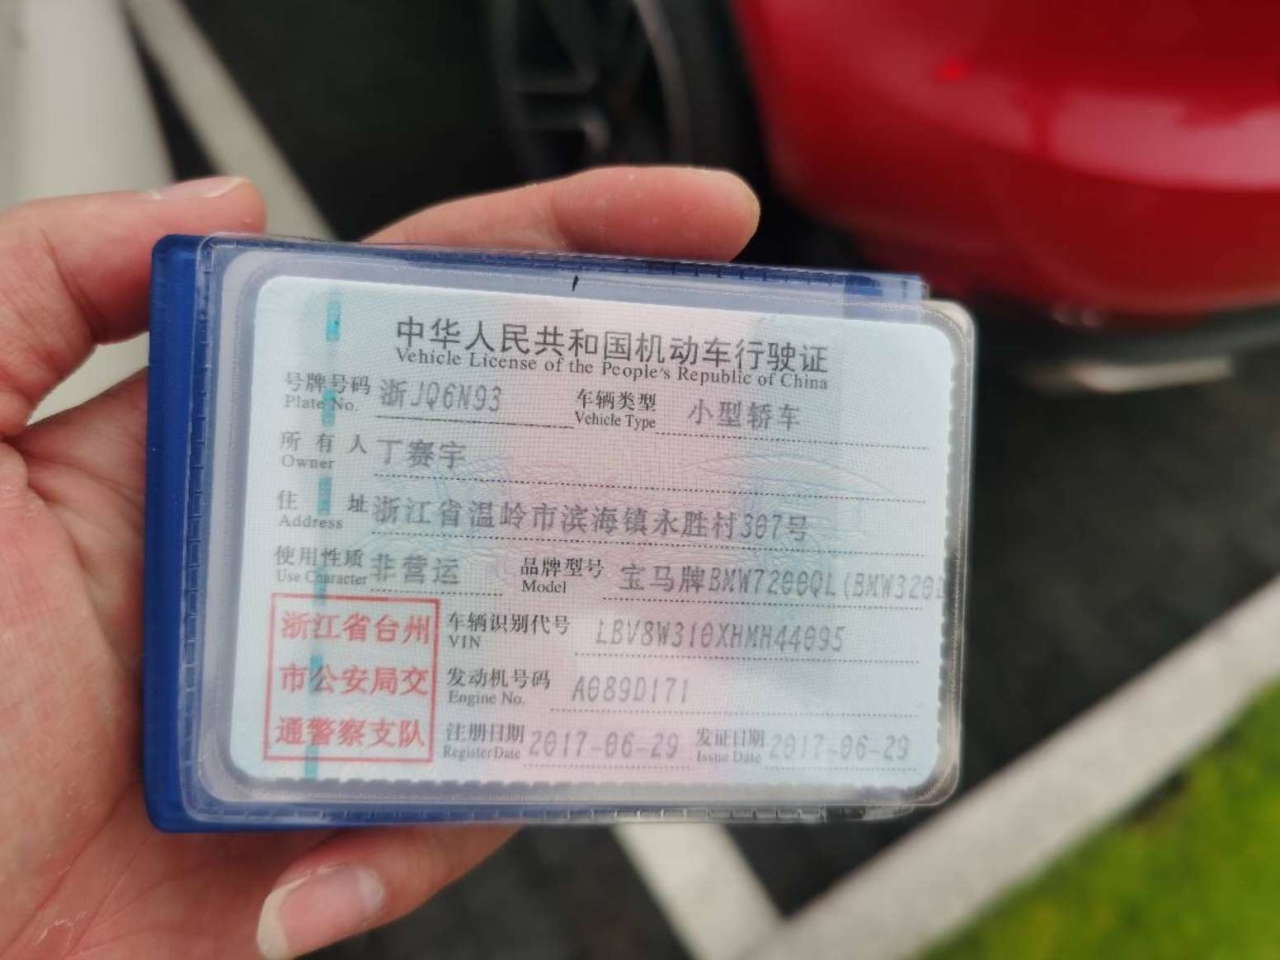 中华人民共和国机动车行驶证
Vehicle License of the People's Republic of China
号牌号码 浙JQ6N93 车辆类型 小型轿车
Plate No. Vehicle Type
所有人 丁赛宇
Owner
住址 浙江省温岭市滨海镇永胜村307号
Address
使用性质 非营运 品牌型号 宝马牌BMW7200QL(BMW320
Use Character Model
浙江省台州
市公安局交
通警察支队
车辆识别代号 LBV8W310XHMH44095
VIN
发动机号码 A089D171
Engine No.
注册日期 2017-06-29 发证日期 2017-06-29
Register Date Issue Date